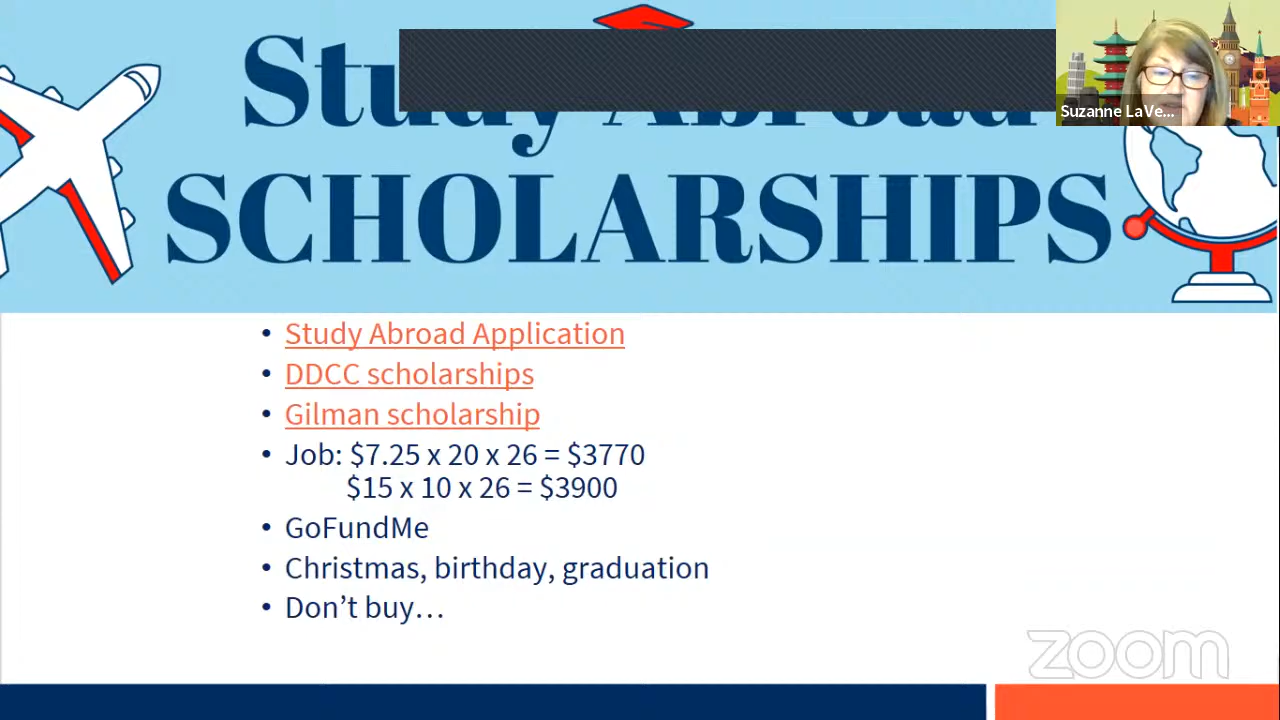 Study Abroad
SCHOLARSHIPS
Suzanne LaVe...
• Study Abroad Application
• DDCC scholarships
• Gilman scholarship
• Job: $7.25 x 20 x 26 = $3770
$15 x 10 x 26 = $3900
• GoFundMe
• Christmas, birthday, graduation
• Don’t buy…
zoom